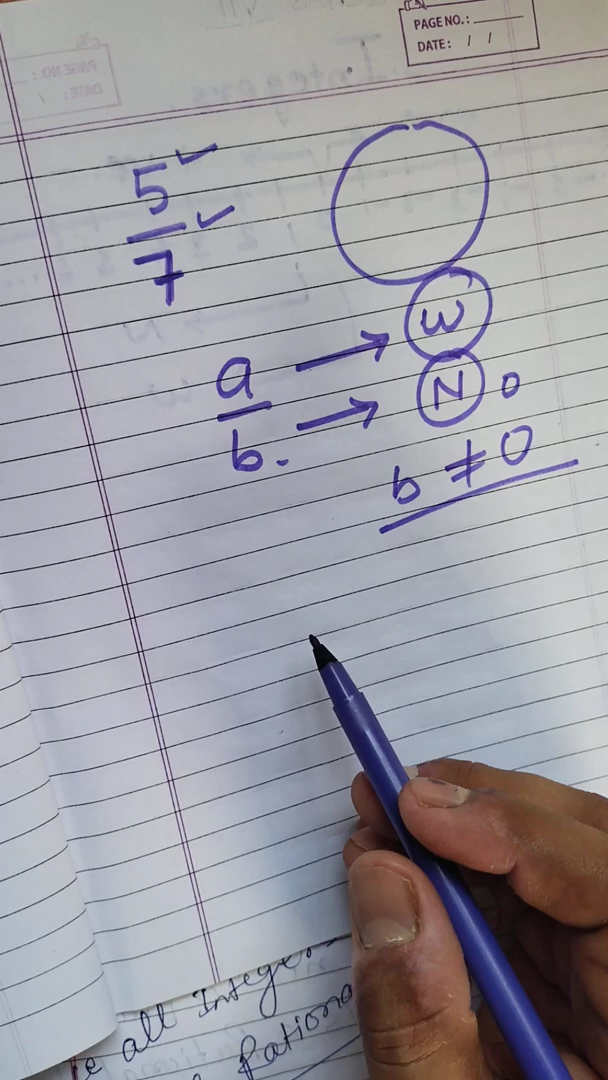 PAGE NO.:
DATE: / /
5
7
a → W
b. → N 0
b ≠ 0
all Integers
Rationa